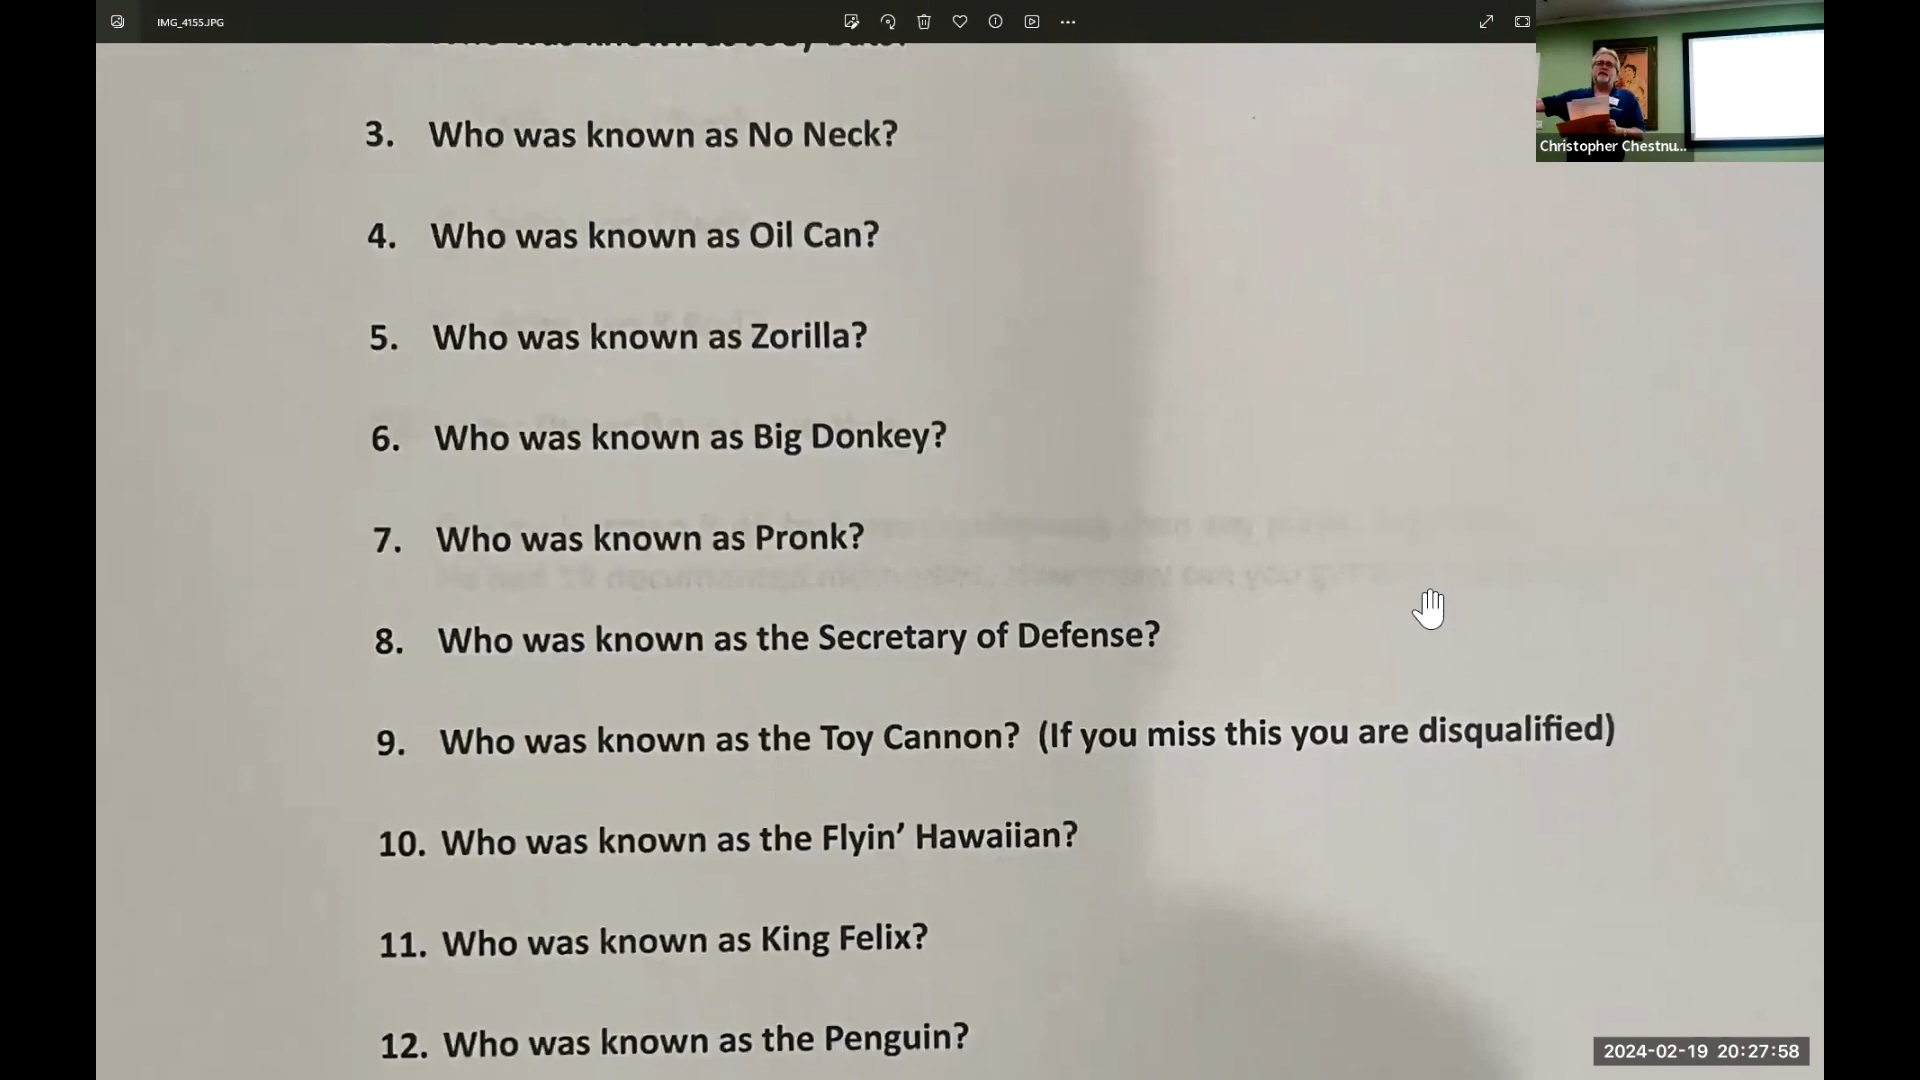 IMG_4155.JPG
3. Who was known as No Neck?
4. Who was known as Oil Can?
5. Who was known as Zorilla?
6. Who was known as Big Donkey?
7. Who was known as Pronk?
8. Who was known as the Secretary of Defense?
9. Who was known as the Toy Cannon? (If you miss this you are disqualified)
10. Who was known as the Flyin’ Hawaiian?
11. Who was known as King Felix?
12. Who was known as the Penguin?
Christopher Chestnu...
2024-02-19 20:27:58